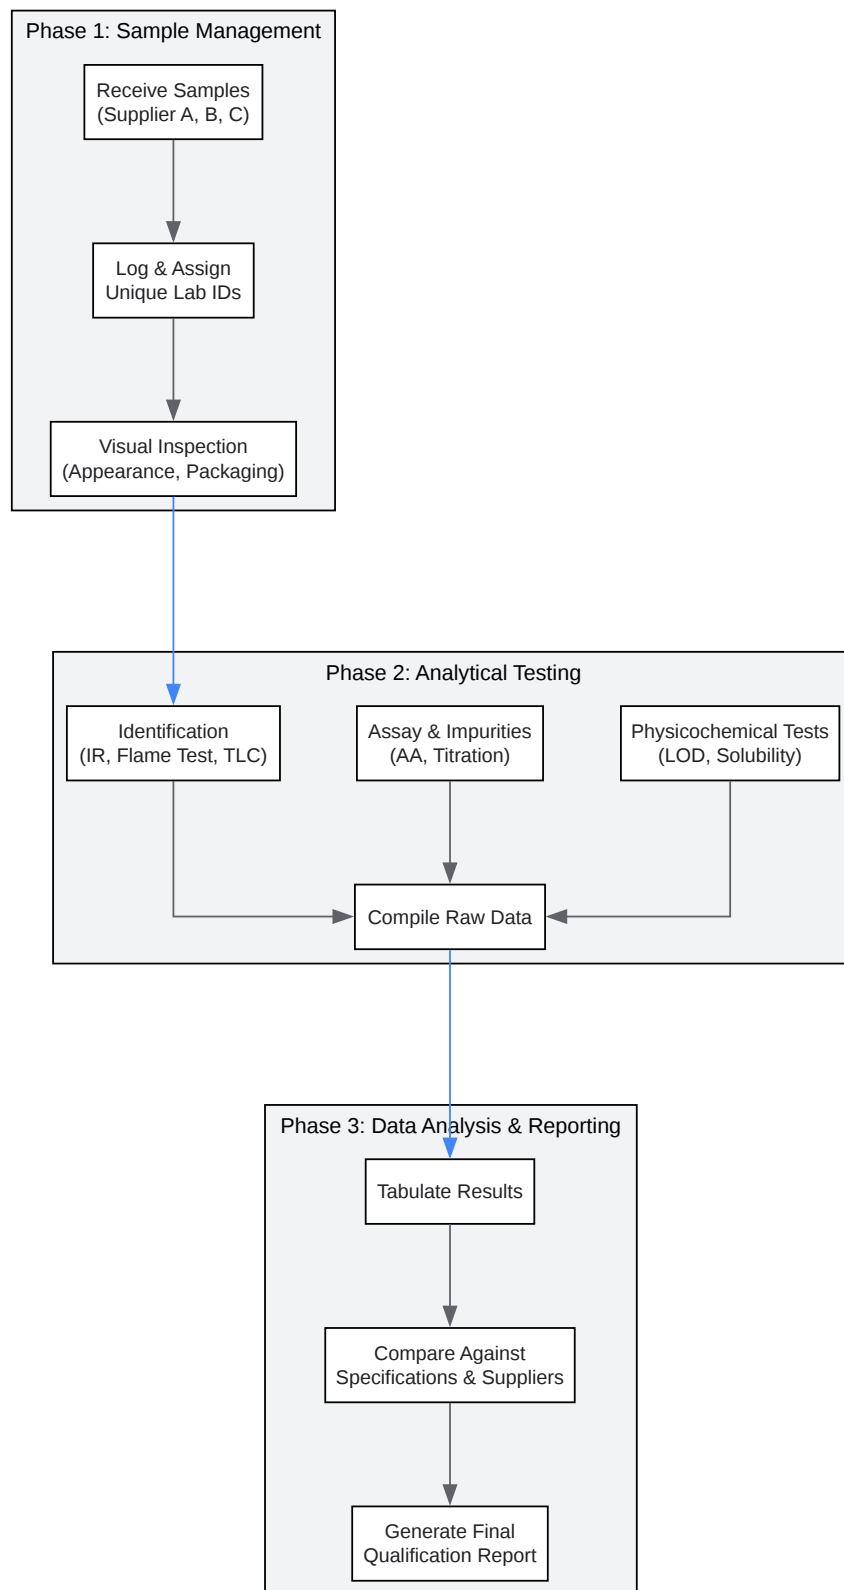 Phase 1: Sample Management
Receive Samples
(Supplier A, B, C)
Log & Assign
Unique Lab IDs
Visual Inspection
(Appearance, Packaging)
Phase 2: Analytical Testing
Identification
(IR, Flame Test, TLC)
Assay & Impurities
(AA, Titration)
Physicochemical Tests
(LOD, Solubility)
Compile Raw Data
Phase 3: Data Analysis & Reporting
Tabulate Results
Compare Against
Specifications & Suppliers
Generate Final
Qualification Report